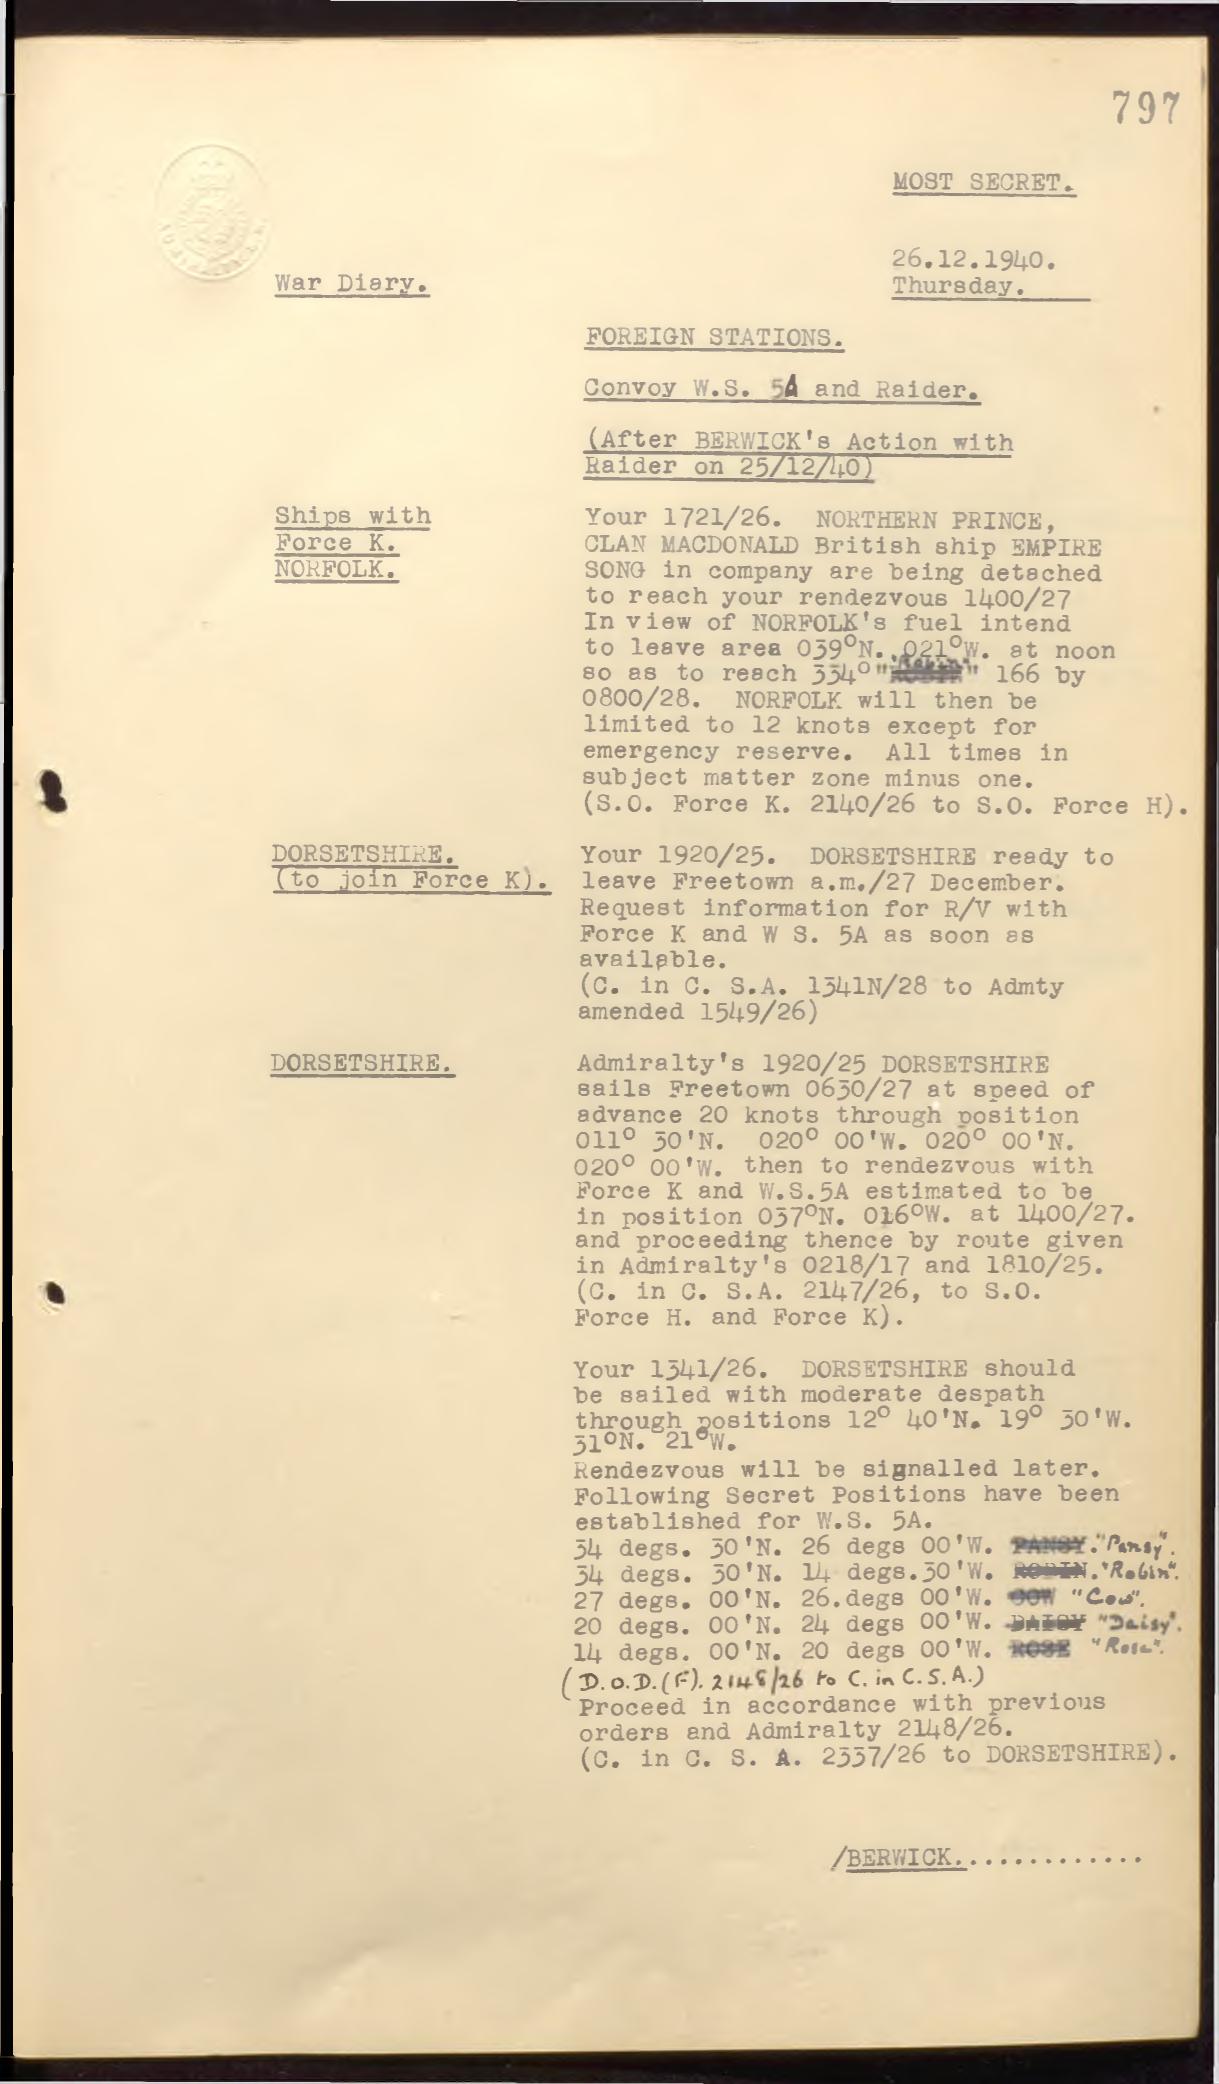 797
MOST SECRET.
26.12.1940.
Thursday.
War Diary.
FOREIGN STATIONS.
Convoy W.S. 5A and Raider.
(After BERWICK's Action with
Raider on 25/12/40)
Ships with
Force K.
NORFOLK.
Your 1721/26. NORTHERN PRINCE,
CLAN MACDONALD British ship EMPIRE
SONG in company are being detached
to reach your rendezvous 1400/27
In view of NORFOLK's fuel intend
to leave area 039°N. 021°W. at noon
so as to reach 334° "Robin" 166 by
0800/28. NORFOLK will then be
limited to 12 knots except for
emergency reserve. All times in
subject matter zone minus one.
(S.O. Force K. 2140/26 to S.O. Force H).
DORSETSHIRE.
(to join Force K).
Your 1920/25. DORSETSHIRE ready to
leave Freetown a.m./27 December.
Request information for R/V with
Force K and W S. 5A as soon as
available.
(C. in C. S.A. 1341N/28 to Admty
amended 1549/26)
DORSETSHIRE.
Admiralty's 1920/25 DORSETSHIRE
sails Freetown 0630/27 at speed of
advance 20 knots through position
011° 30'N. 020° 00'W. 020° 00'N.
020° 00'W. then to rendezvous with
Force K and W.S.5A estimated to be
in position 037°N. 016°W. at 1400/27.
and proceeding thence by route given
in Admiralty's 0218/17 and 1810/25.
(C. in C. S.A. 2147/26, to S.O.
Force H. and Force K).
Your 1341/26. DORSETSHIRE should
be sailed with moderate despath
through positions 12° 40'N. 19° 30'W.
31°N. 21°W.
Rendezvous will be signalled later.
Following Secret Positions have been
established for W.S. 5A.
34 degs. 30'N. 26 degs 00'W. PANSY."Pansy".
34 degs. 30'N. 14 degs.30'W. ROBIN."Robin".
27 degs. 00'N. 26.degs 00'W. COW "Cow".
20 degs. 00'N. 24 degs 00'W. DAISY "Daisy".
14 degs. 00'N. 20 degs 00'W. ROSE "Rose".
(D.O.D.(F). 2148/26 to C. in C.S.A.)
Proceed in accordance with previous
orders and Admiralty 2148/26.
(C. in C. S. A. 2337/26 to DORSETSHIRE).
/BERWICK.............